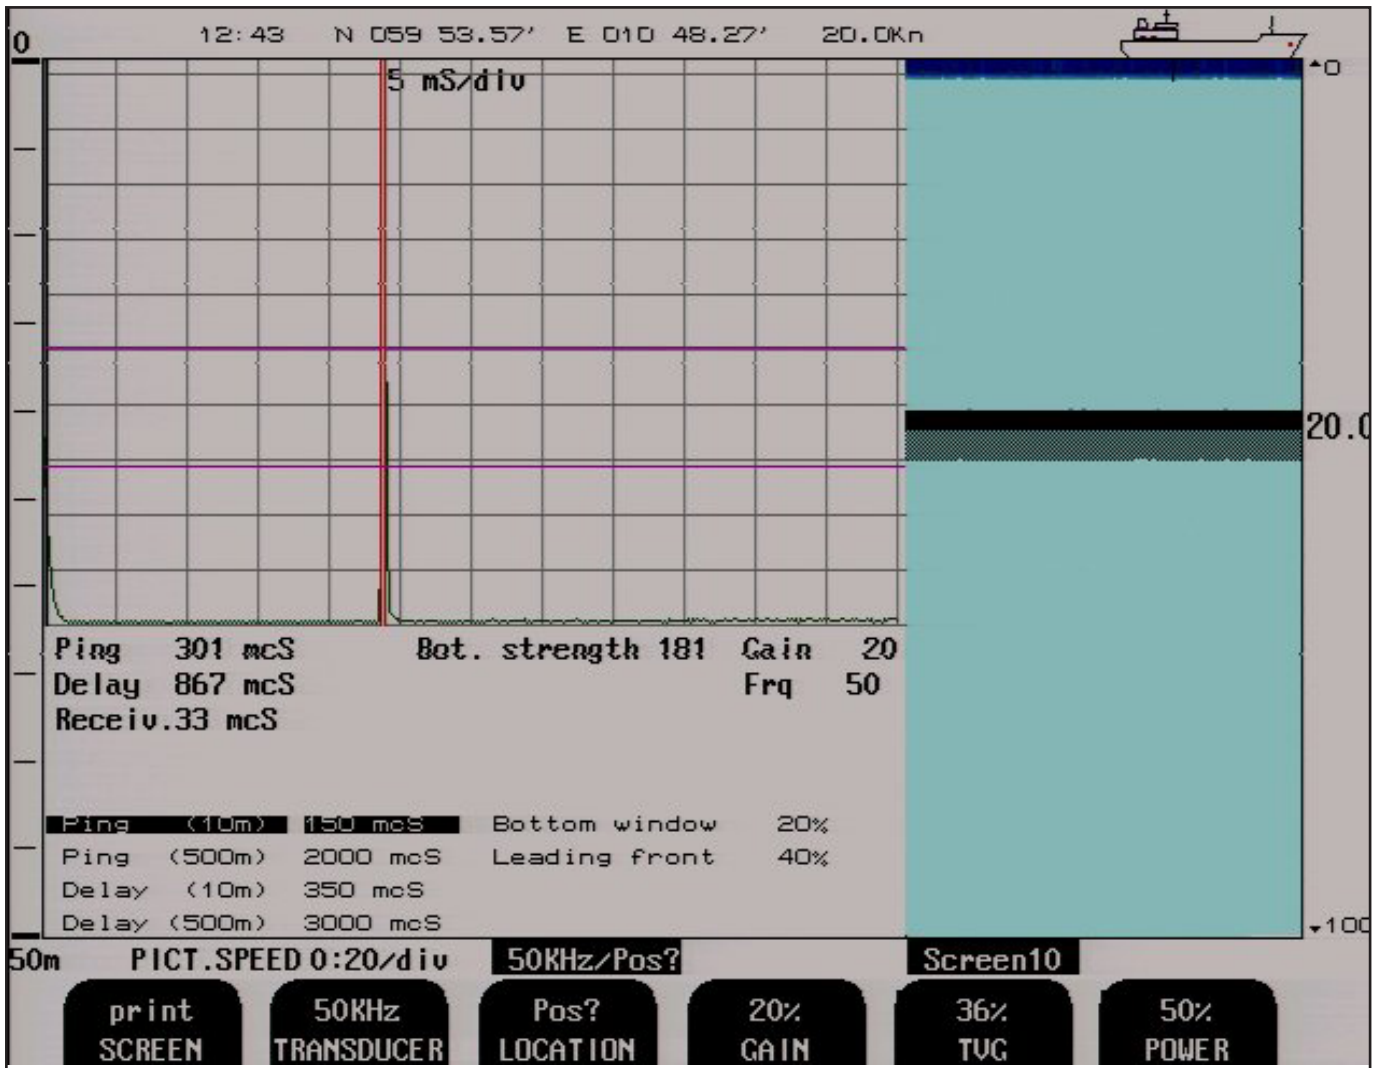 0 12:43 N 059 53.57' E 010 48.27' 20.0Kn
0
5 mS/div
20.0
Ping 301 mcS Bot. strength 181 Gain 20
Delay 867 mcS Frq 50
Receiv.33 mcS
Ping (10m) 150 mcS Bottom window 20%
Ping (500m) 2000 mcS Leading front 40%
Delay (10m) 350 mcS
Delay (500m) 3000 mcS
100
50m PICT.SPEED 0:20/div 50KHz/Pos? Screen10
print 50KHz Pos? 20% 36% 50%
SCREEN TRANSDUCER LOCATION GAIN TVG POWER